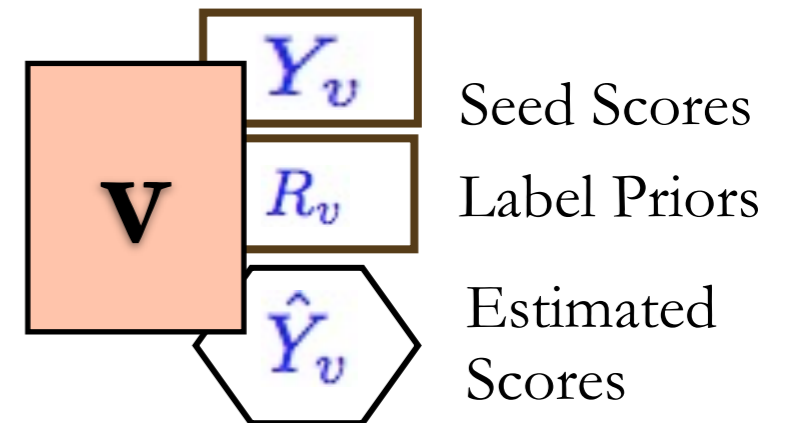 Y_v
Seed Scores
v
R_v
Label Priors
Ŷ_v
Estimated
Scores